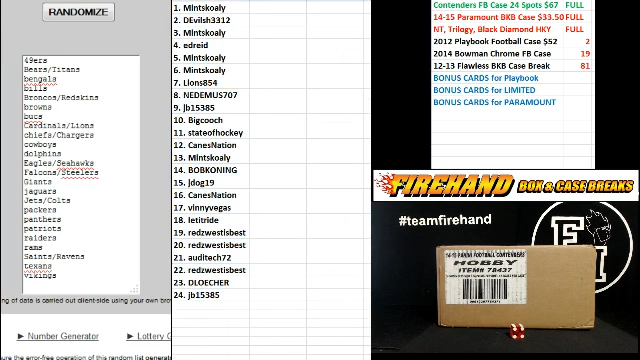 RANDOMIZE
49ers
Bears/Titans
bengals
bills
Broncos/Redskins
browns
bucs
Cardinals/Lions
chiefs/Chargers
cowboys
dolphins
Eagles/Seahawks
Falcons/Steelers
Giants
jaguars
Jets/Colts
packers
panthers
patriots
raiders
rams
Saints/Ravens
texans
vikings
ng of data is carried out client-side using your own brow
► Number Generator
► Lottery G
sure the error-free operation of this random list generato
1. Mintskoaly
2. DEvilsh3312
3. Mintskoaly
4. edreid
5. Mintskoaly
6. Mintskoaly
7. Lions854
8. NEDEMUS707
9. jb15385
10. Bigcooch
11. stateofhockey
12. CanesNation
13. Mintskoaly
14. BOBKONING
15. jdog19
16. CanesNation
17. vinnyvegas
18. letitride
19. redzwestisbest
20. redzwestisbest
21. auditech72
22. redzwestisbest
23. DLOECHER
24. jb15385
Contenders FB Case 24 Spots $67 FULL
14-15 Paramount BKB Case $33.50 FULL
NT, Trilogy, Black Diamond HKY FULL
2012 Playbook Football Case $52 2
2014 Bowman Chrome FB Case 19
12-13 Flawless BKB Case Break 81
BONUS CARDS for Playbook
BONUS CARDS for LIMITED
BONUS CARDS for PARAMOUNT
FIREHAND BOX & CASE BREAKS
#teamfirehand
14-15 PANINI FOOTBALL CONTENDERS
HOBBY
ITEM# 78437